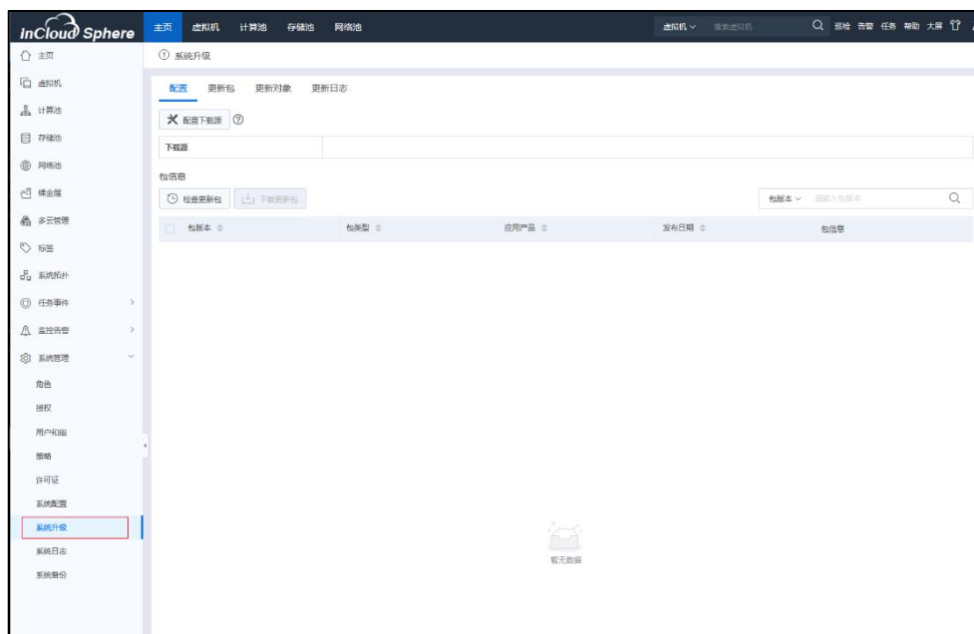 InCloud Sphere
主页 虚拟机 计算池 存储池 网络池 虚拟机 搜索虚拟机 巡检 告警 任务 帮助 大屏
主页
系统升级
虚拟机
配置 更新包 更新对象 更新日志
计算池
配置下载源
存储池
下载源
网络池
包信息
裸金属
检查更新包 下载更新包 包版本 请输入包版本
多云管理
包版本 包类型 应用产品 发布日期 包信息
标签
系统拓扑
任务事件
监控告警
系统管理
角色
授权
用户和组
策略
许可证
系统配置
系统升级
系统日志
系统备份
暂无数据